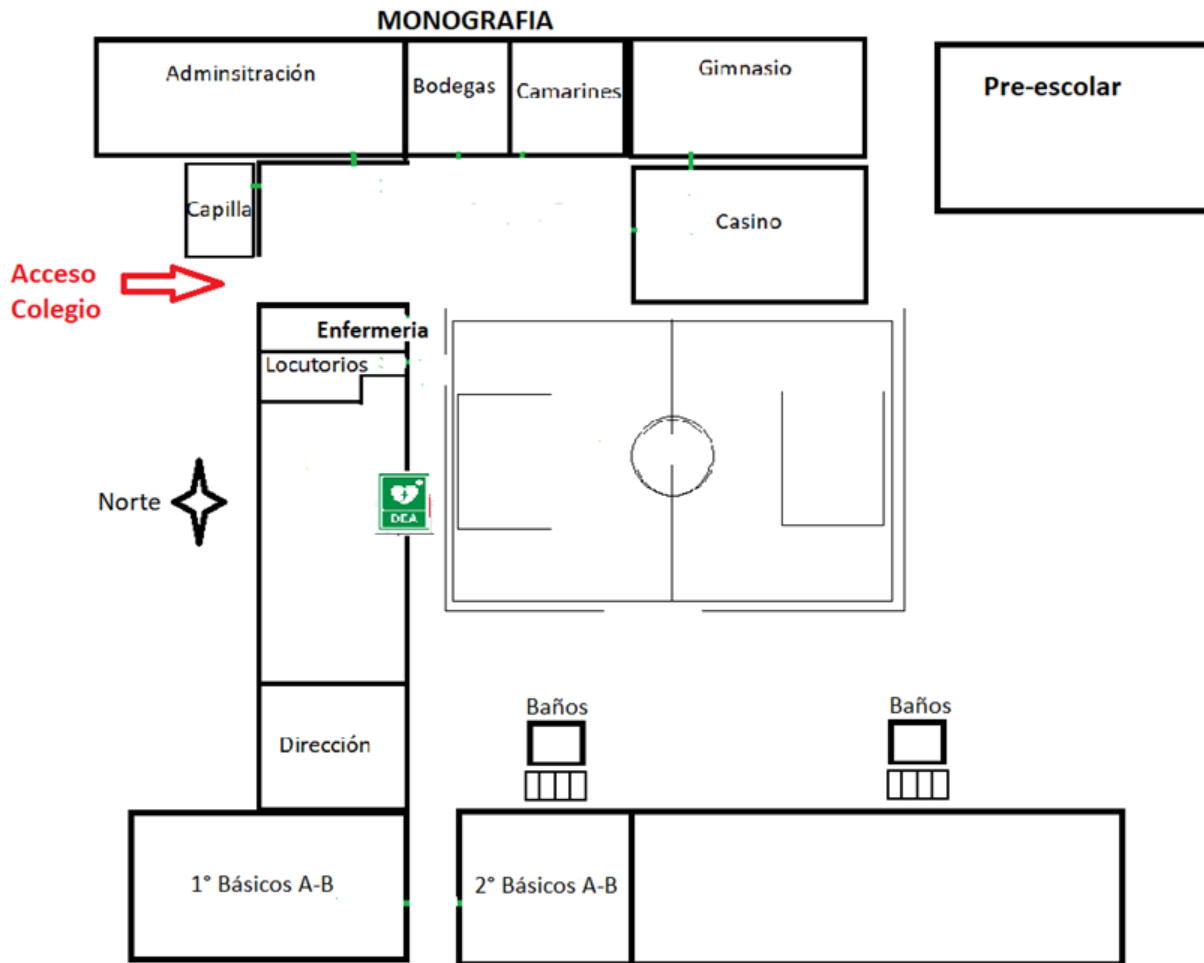 MONOGRAFIA
Adminsitración
Bodegas
Camarines
Gimnasio
Pre-escolar
Capilla
Casino
Acceso
Colegio
Enfermeria
Locutorios
Norte
DEA
Baños
Baños
Dirección
1° Básicos A-B
2° Básicos A-B